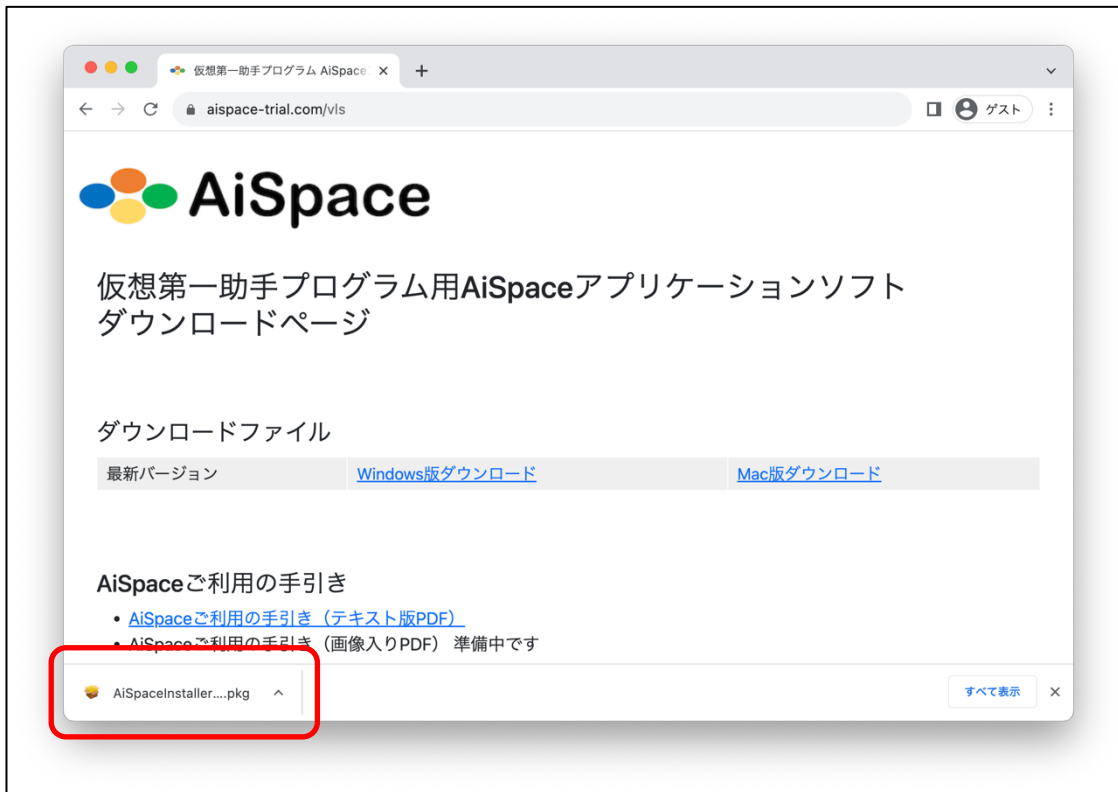 仮想第一助手プログラム AiSpace
aispace-trial.com/vls
ゲスト
AiSpace
仮想第一助手プログラム用AiSpaceアプリケーションソフト
ダウンロードページ
ダウンロードファイル
最新バージョン Windows版ダウンロード Mac版ダウンロード
AiSpaceご利用の手引き
• AiSpaceご利用の手引き（テキスト版PDF）
• AiSpaceご利用の手引き（画像入りPDF） 準備中です
AiSpaceInstaller....pkg
すべて表示